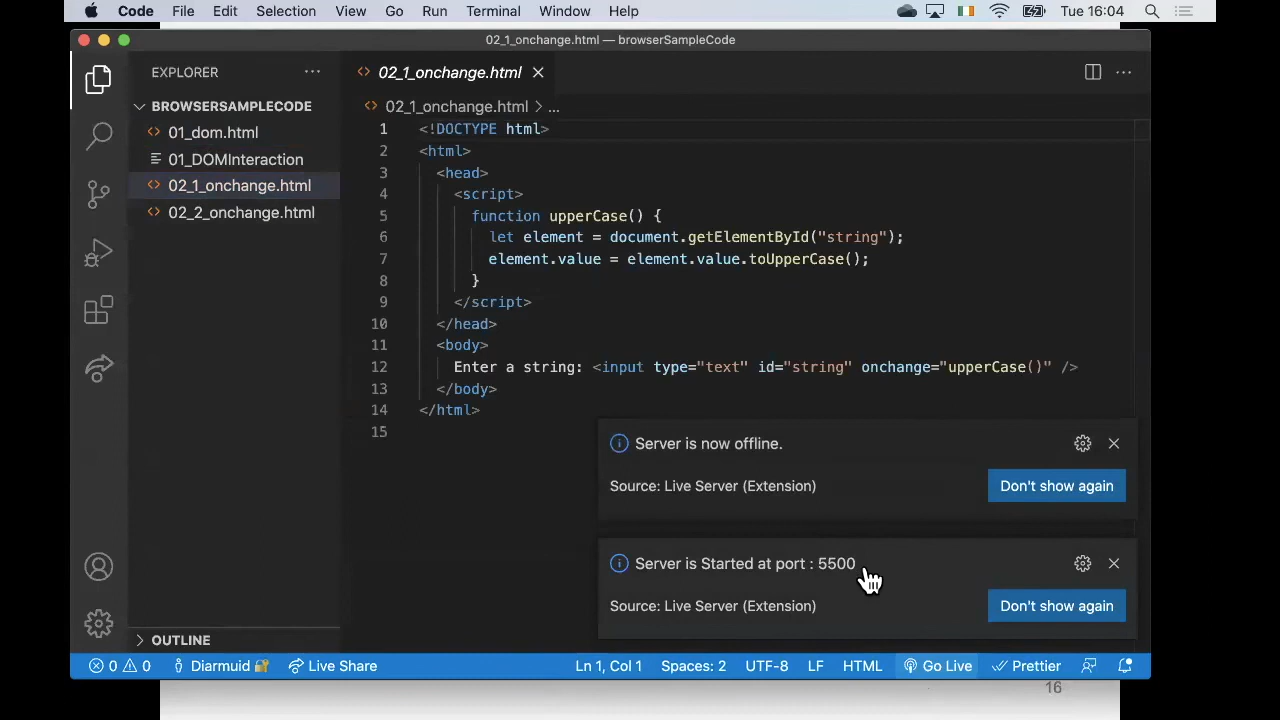 Code File Edit Selection View Go Run Terminal Window Help Tue 16:04
02_1_onchange.html — browserSampleCode
EXPLORER
BROWSERSAMPLECODE
01_dom.html
01_DOMInteraction
02_1_onchange.html
02_2_onchange.html
OUTLINE
02_1_onchange.html
02_1_onchange.html > ...
1 <!DOCTYPE html>
2 <html>
3 <head>
4 <script>
5 function upperCase() {
6 let element = document.getElementById("string");
7 element.value = element.value.toUpperCase();
8 }
9 </script>
10 </head>
11 <body>
12 Enter a string: <input type="text" id="string" onchange="upperCase()" />
13 </body>
14 </html>
15
Server is now offline.
Source: Live Server (Extension) Don't show again
Server is Started at port : 5500
Source: Live Server (Extension) Don't show again
0 0 Diarmuid Live Share Ln 1, Col 1 Spaces: 2 UTF-8 LF HTML Go Live Prettier
16